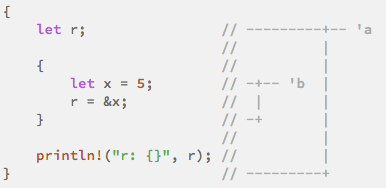 {
    let r;                // ---------+-- 'a
                          //          |
    {                     //          |
        let x = 5;        // -+-- 'b  |
        r = &x;           //  |       |
    }                     // -+       |
                          //          |
    println!("r: {}", r); //          |
}                         // ---------+